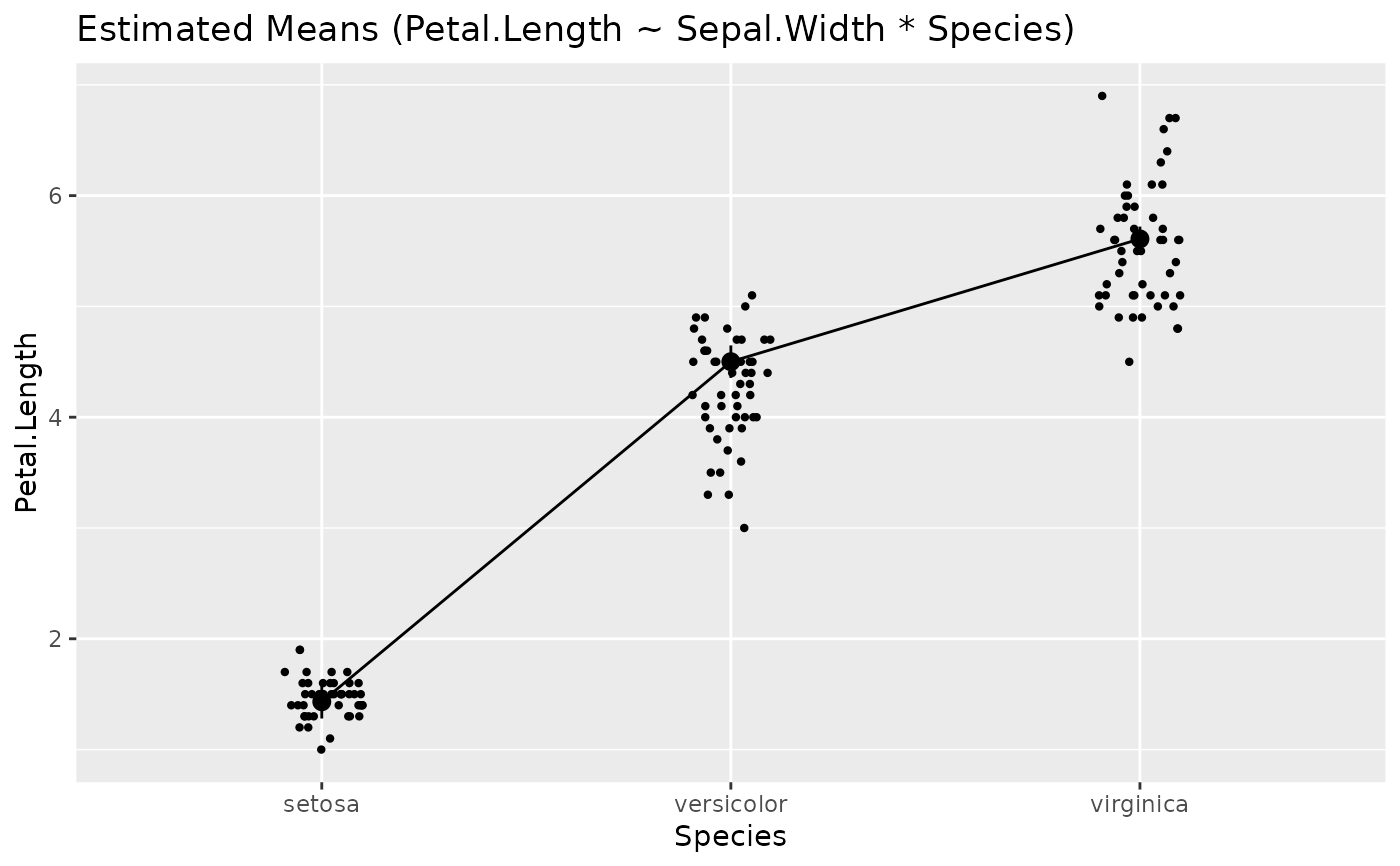 Estimated Means (Petal.Length ~ Sepal.Width * Species)
Petal.Length
6
4
2
setosa
versicolor
virginica
Species